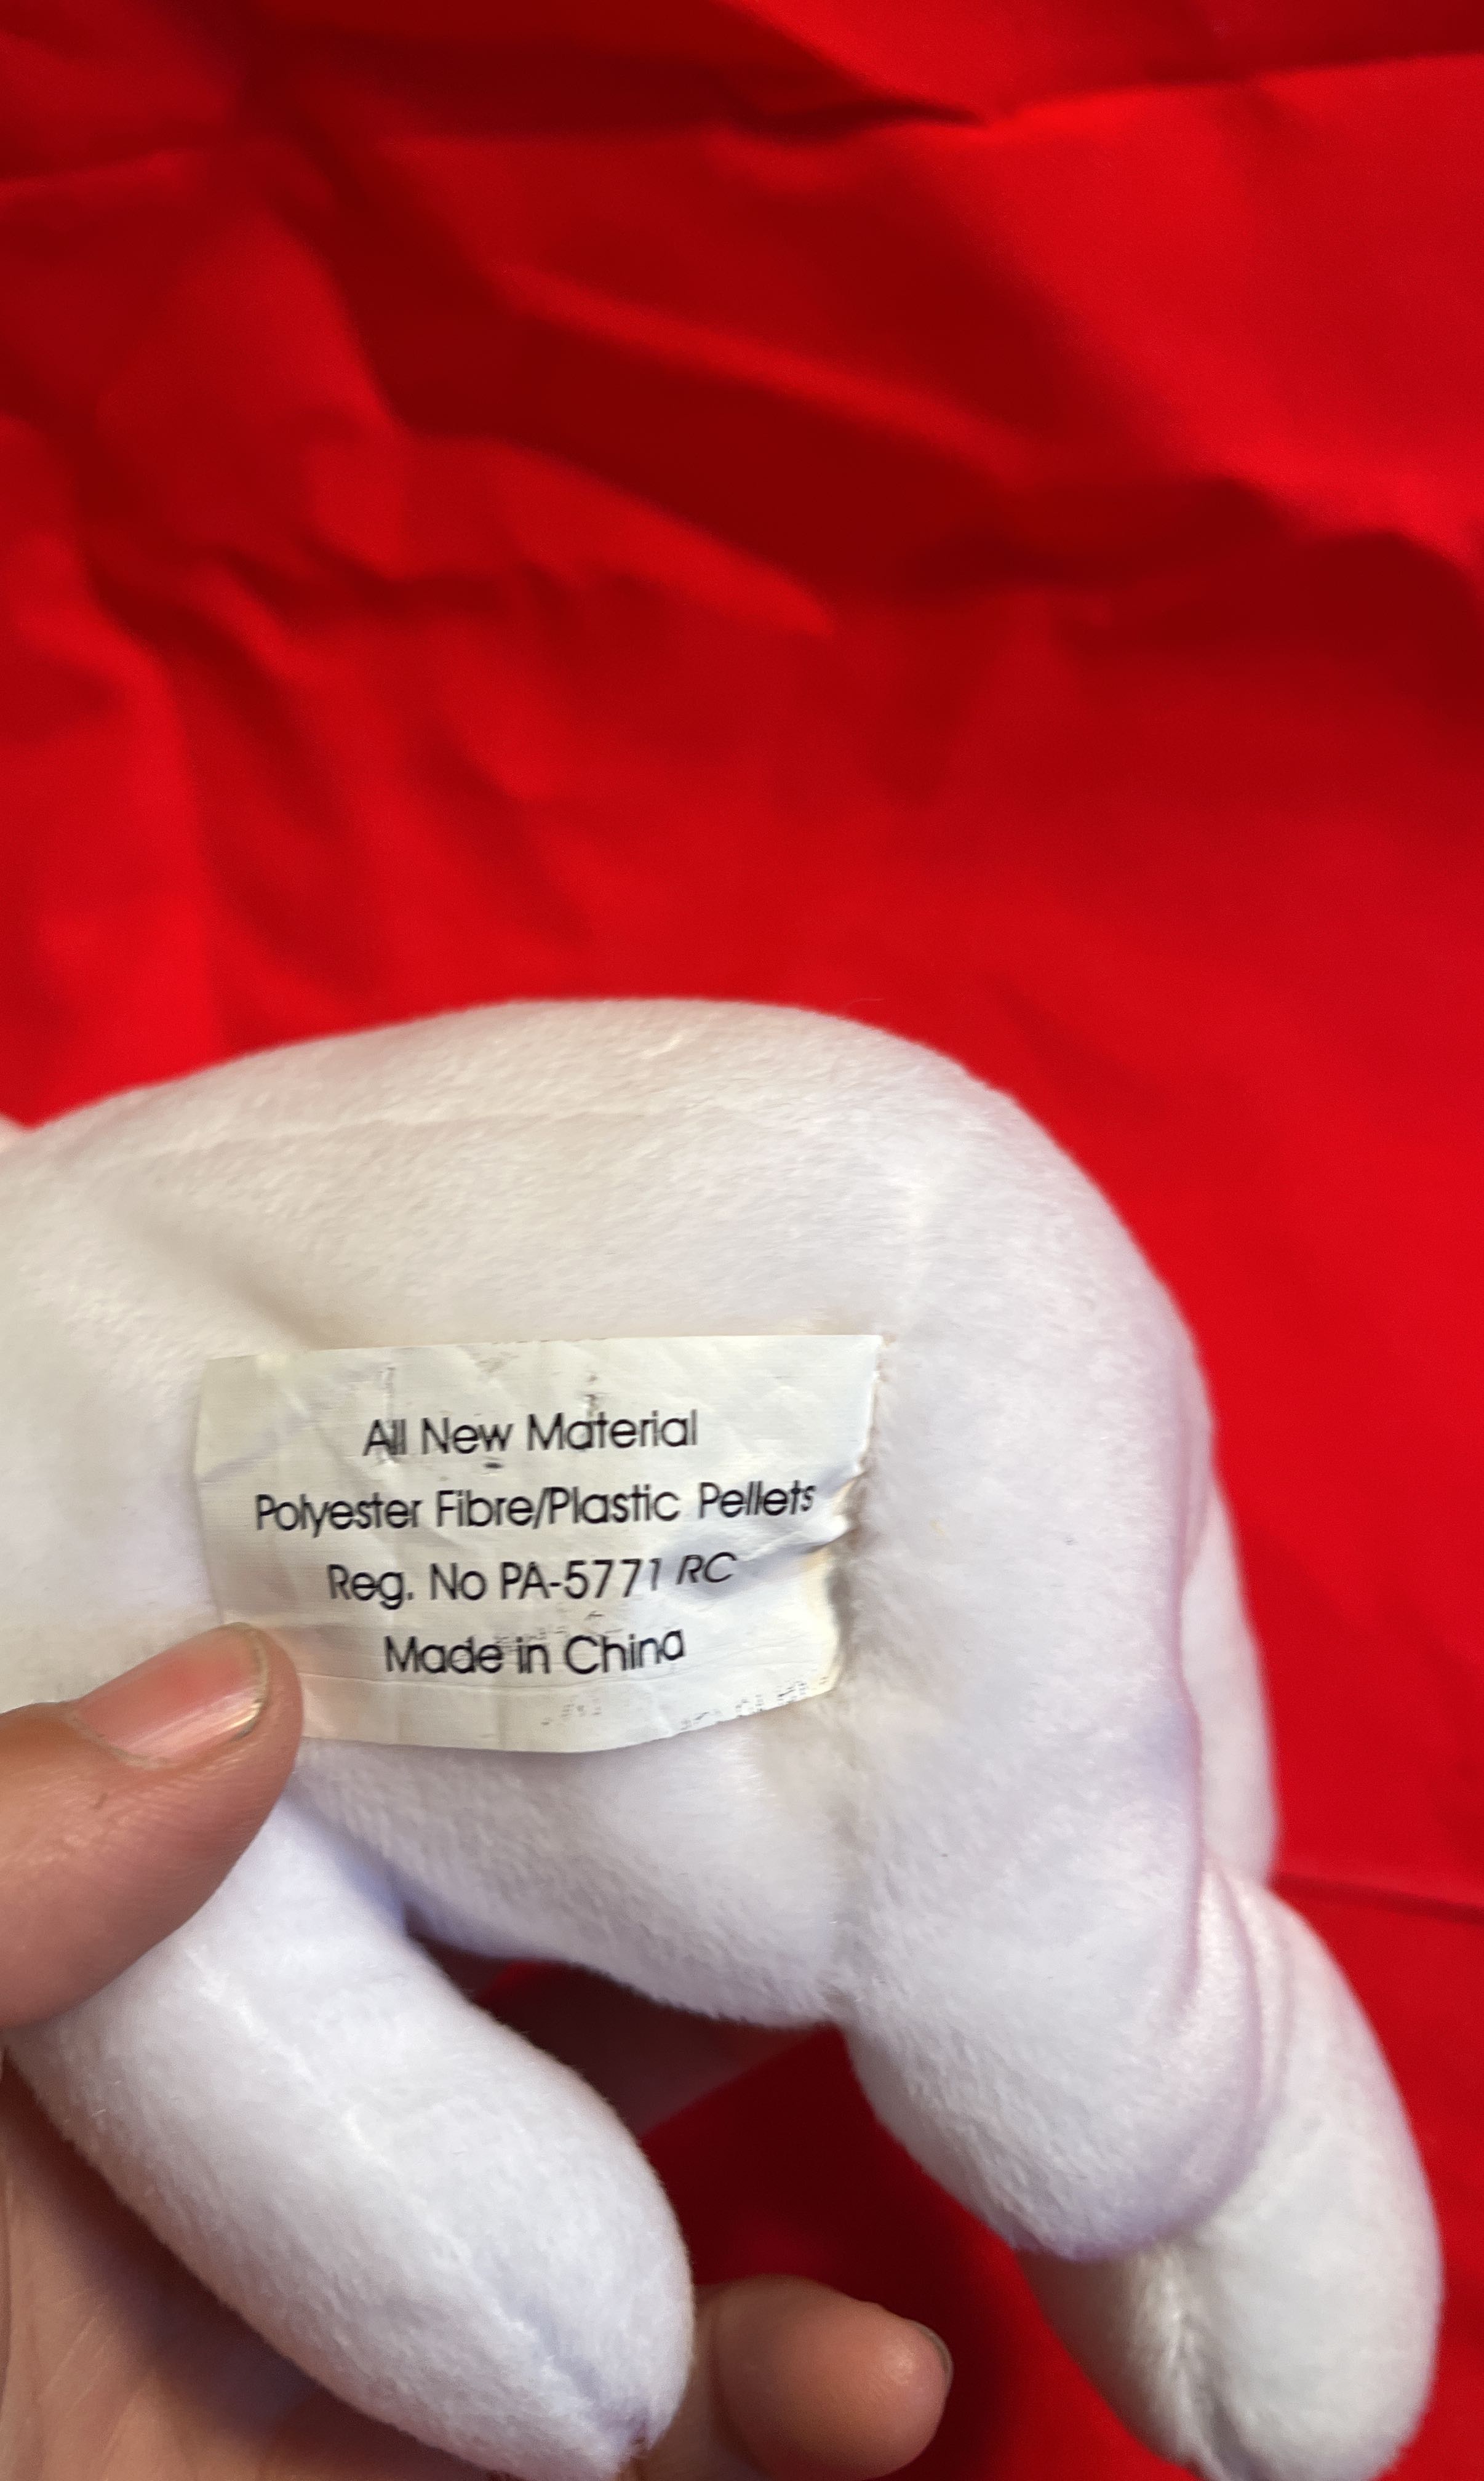 All New Material
Polyester Fibre/Plastic Pellets
Reg. No PA-5771 RC
Made in China